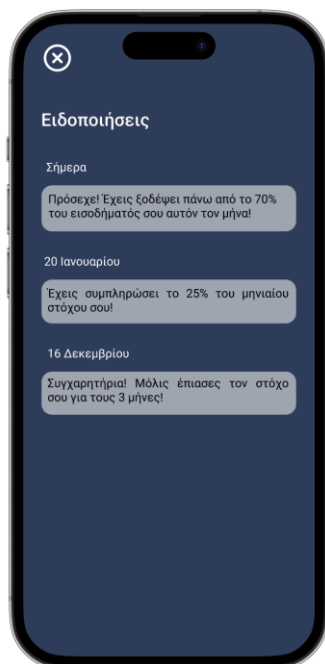 Ειδοποιήσεις
Σήμερα
Πρόσεχε! Έχεις ξοδέψει πάνω από το 70%
του εισοδήματός σου αυτόν τον μήνα!
20 Ιανουαρίου
Έχεις συμπληρώσει το 25% του μηνιαίου
στόχου σου!
16 Δεκεμβρίου
Συγχαρητήρια! Μόλις έπιασες τον στόχο
σου για τους 3 μήνες!